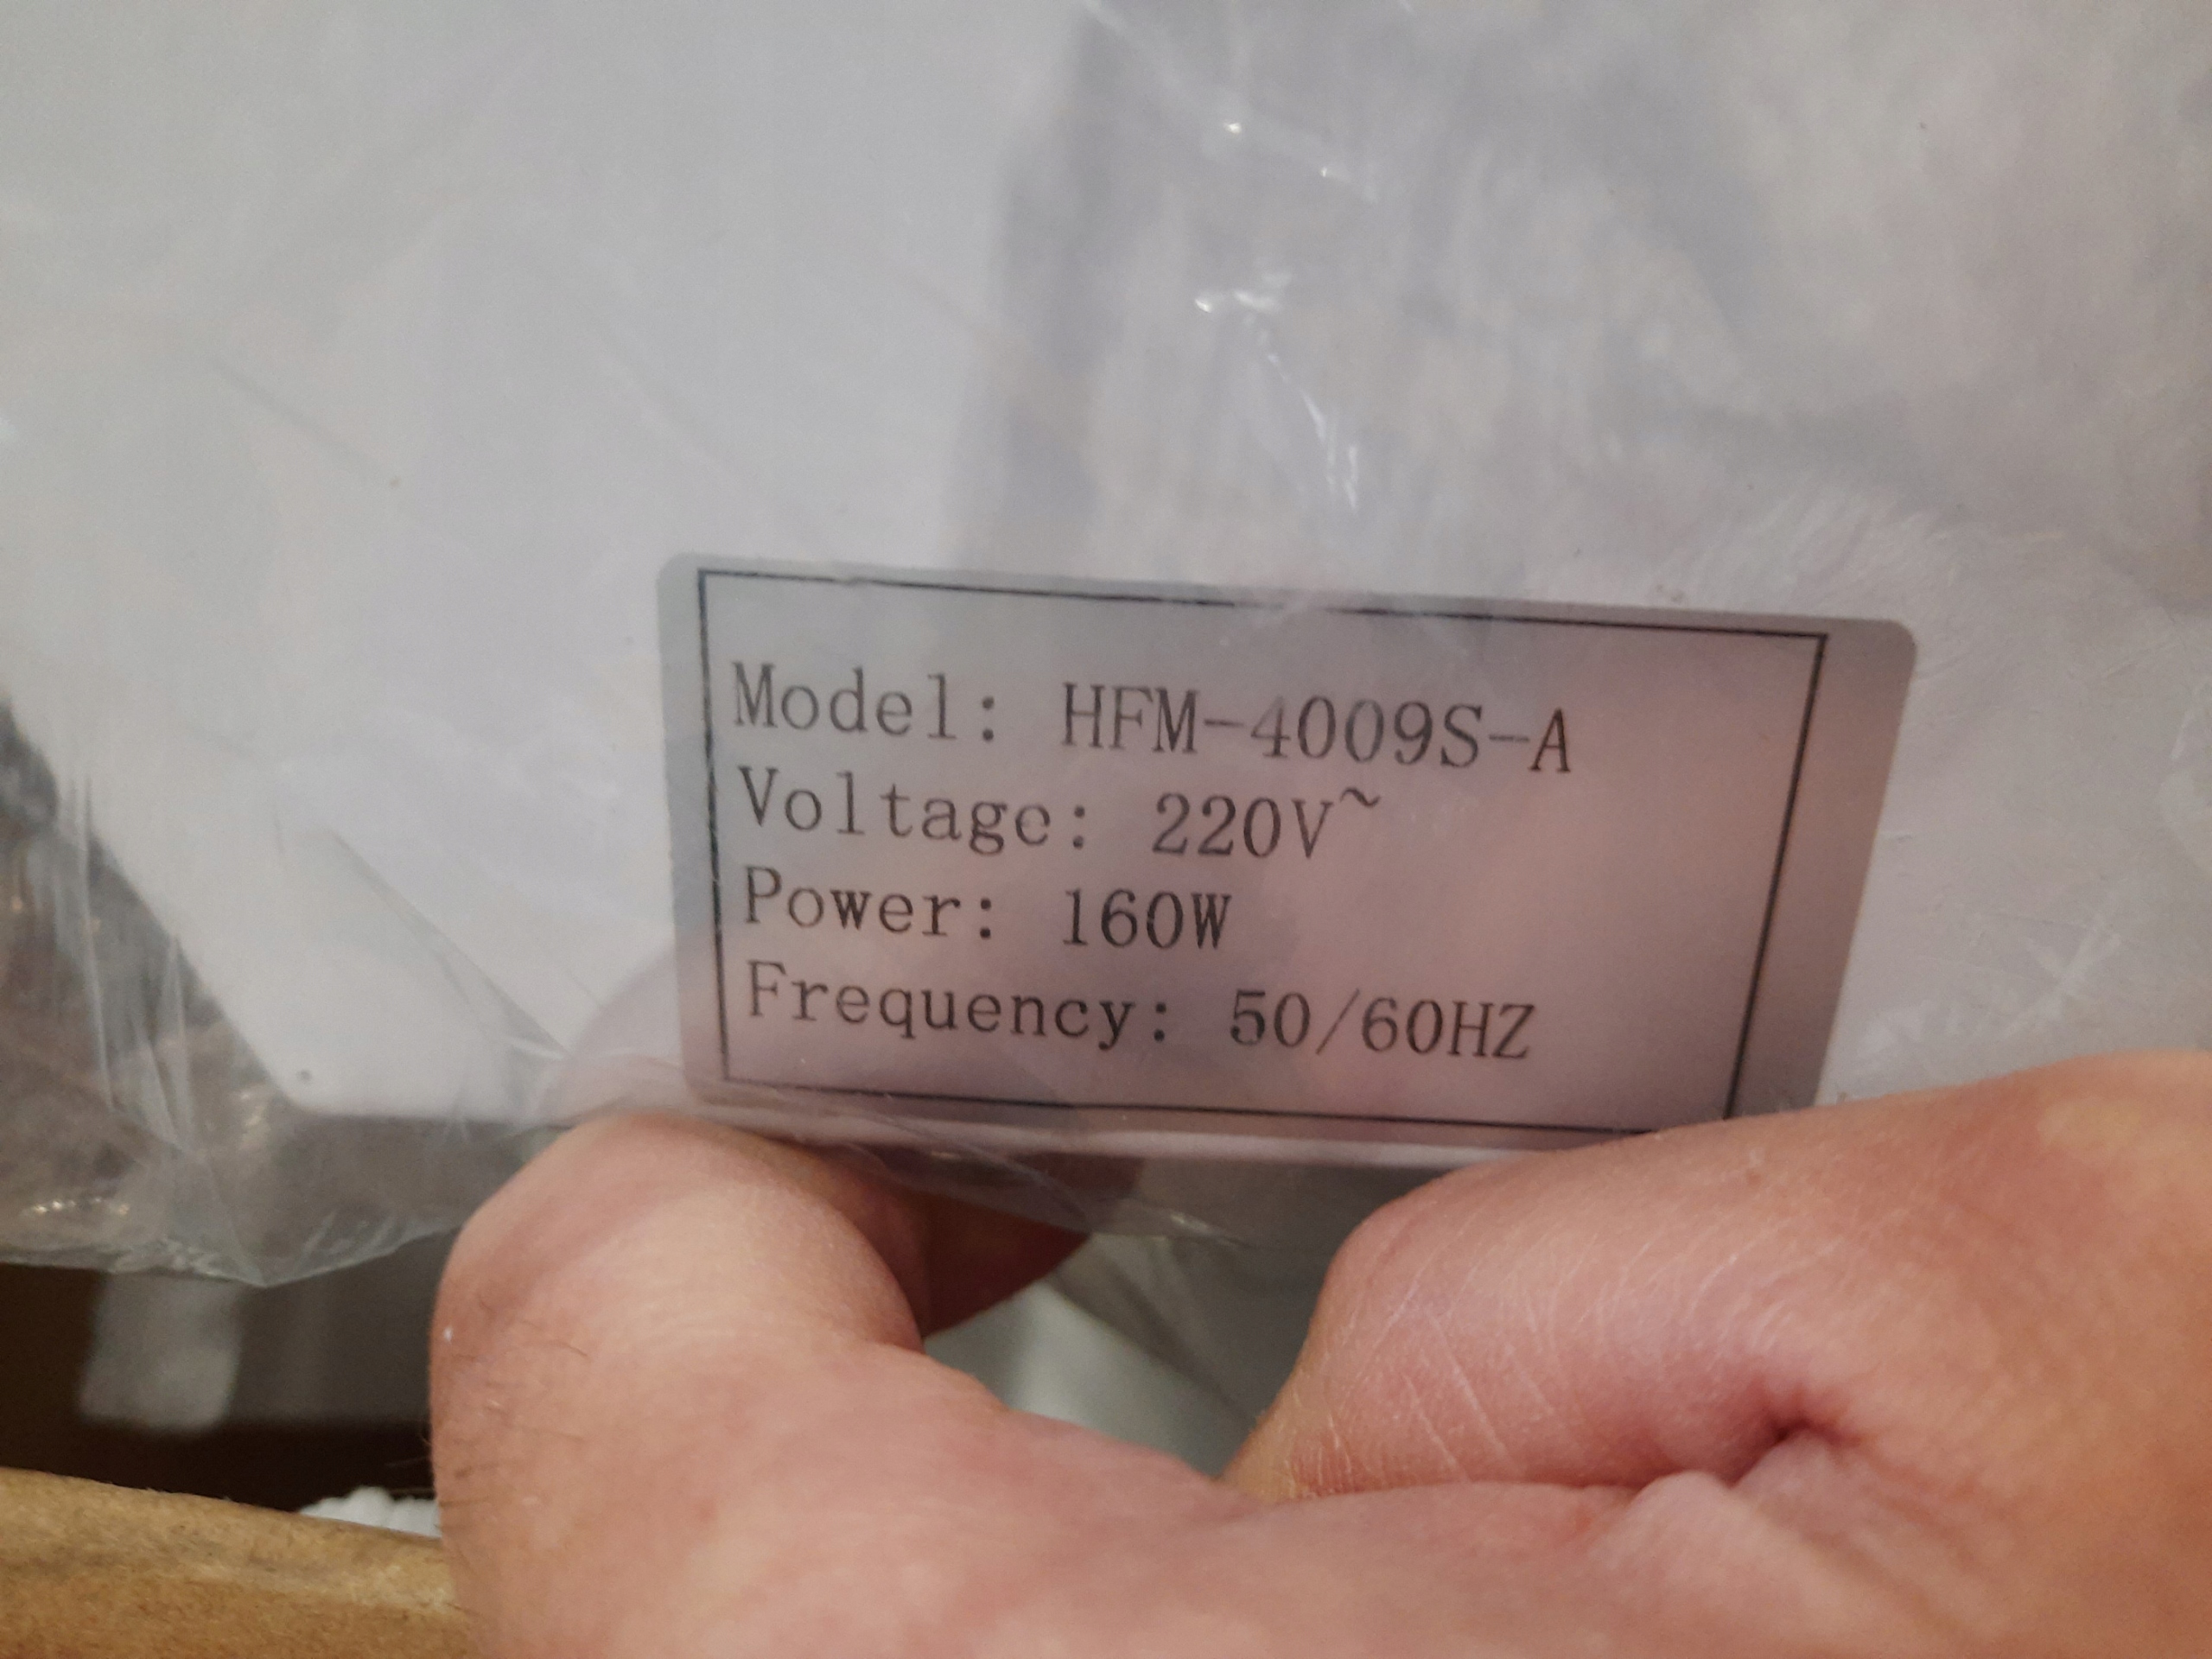 Model: HFM-4009S-A
Voltage: 220V~
Power: 160W
Frequency: 50/60HZ